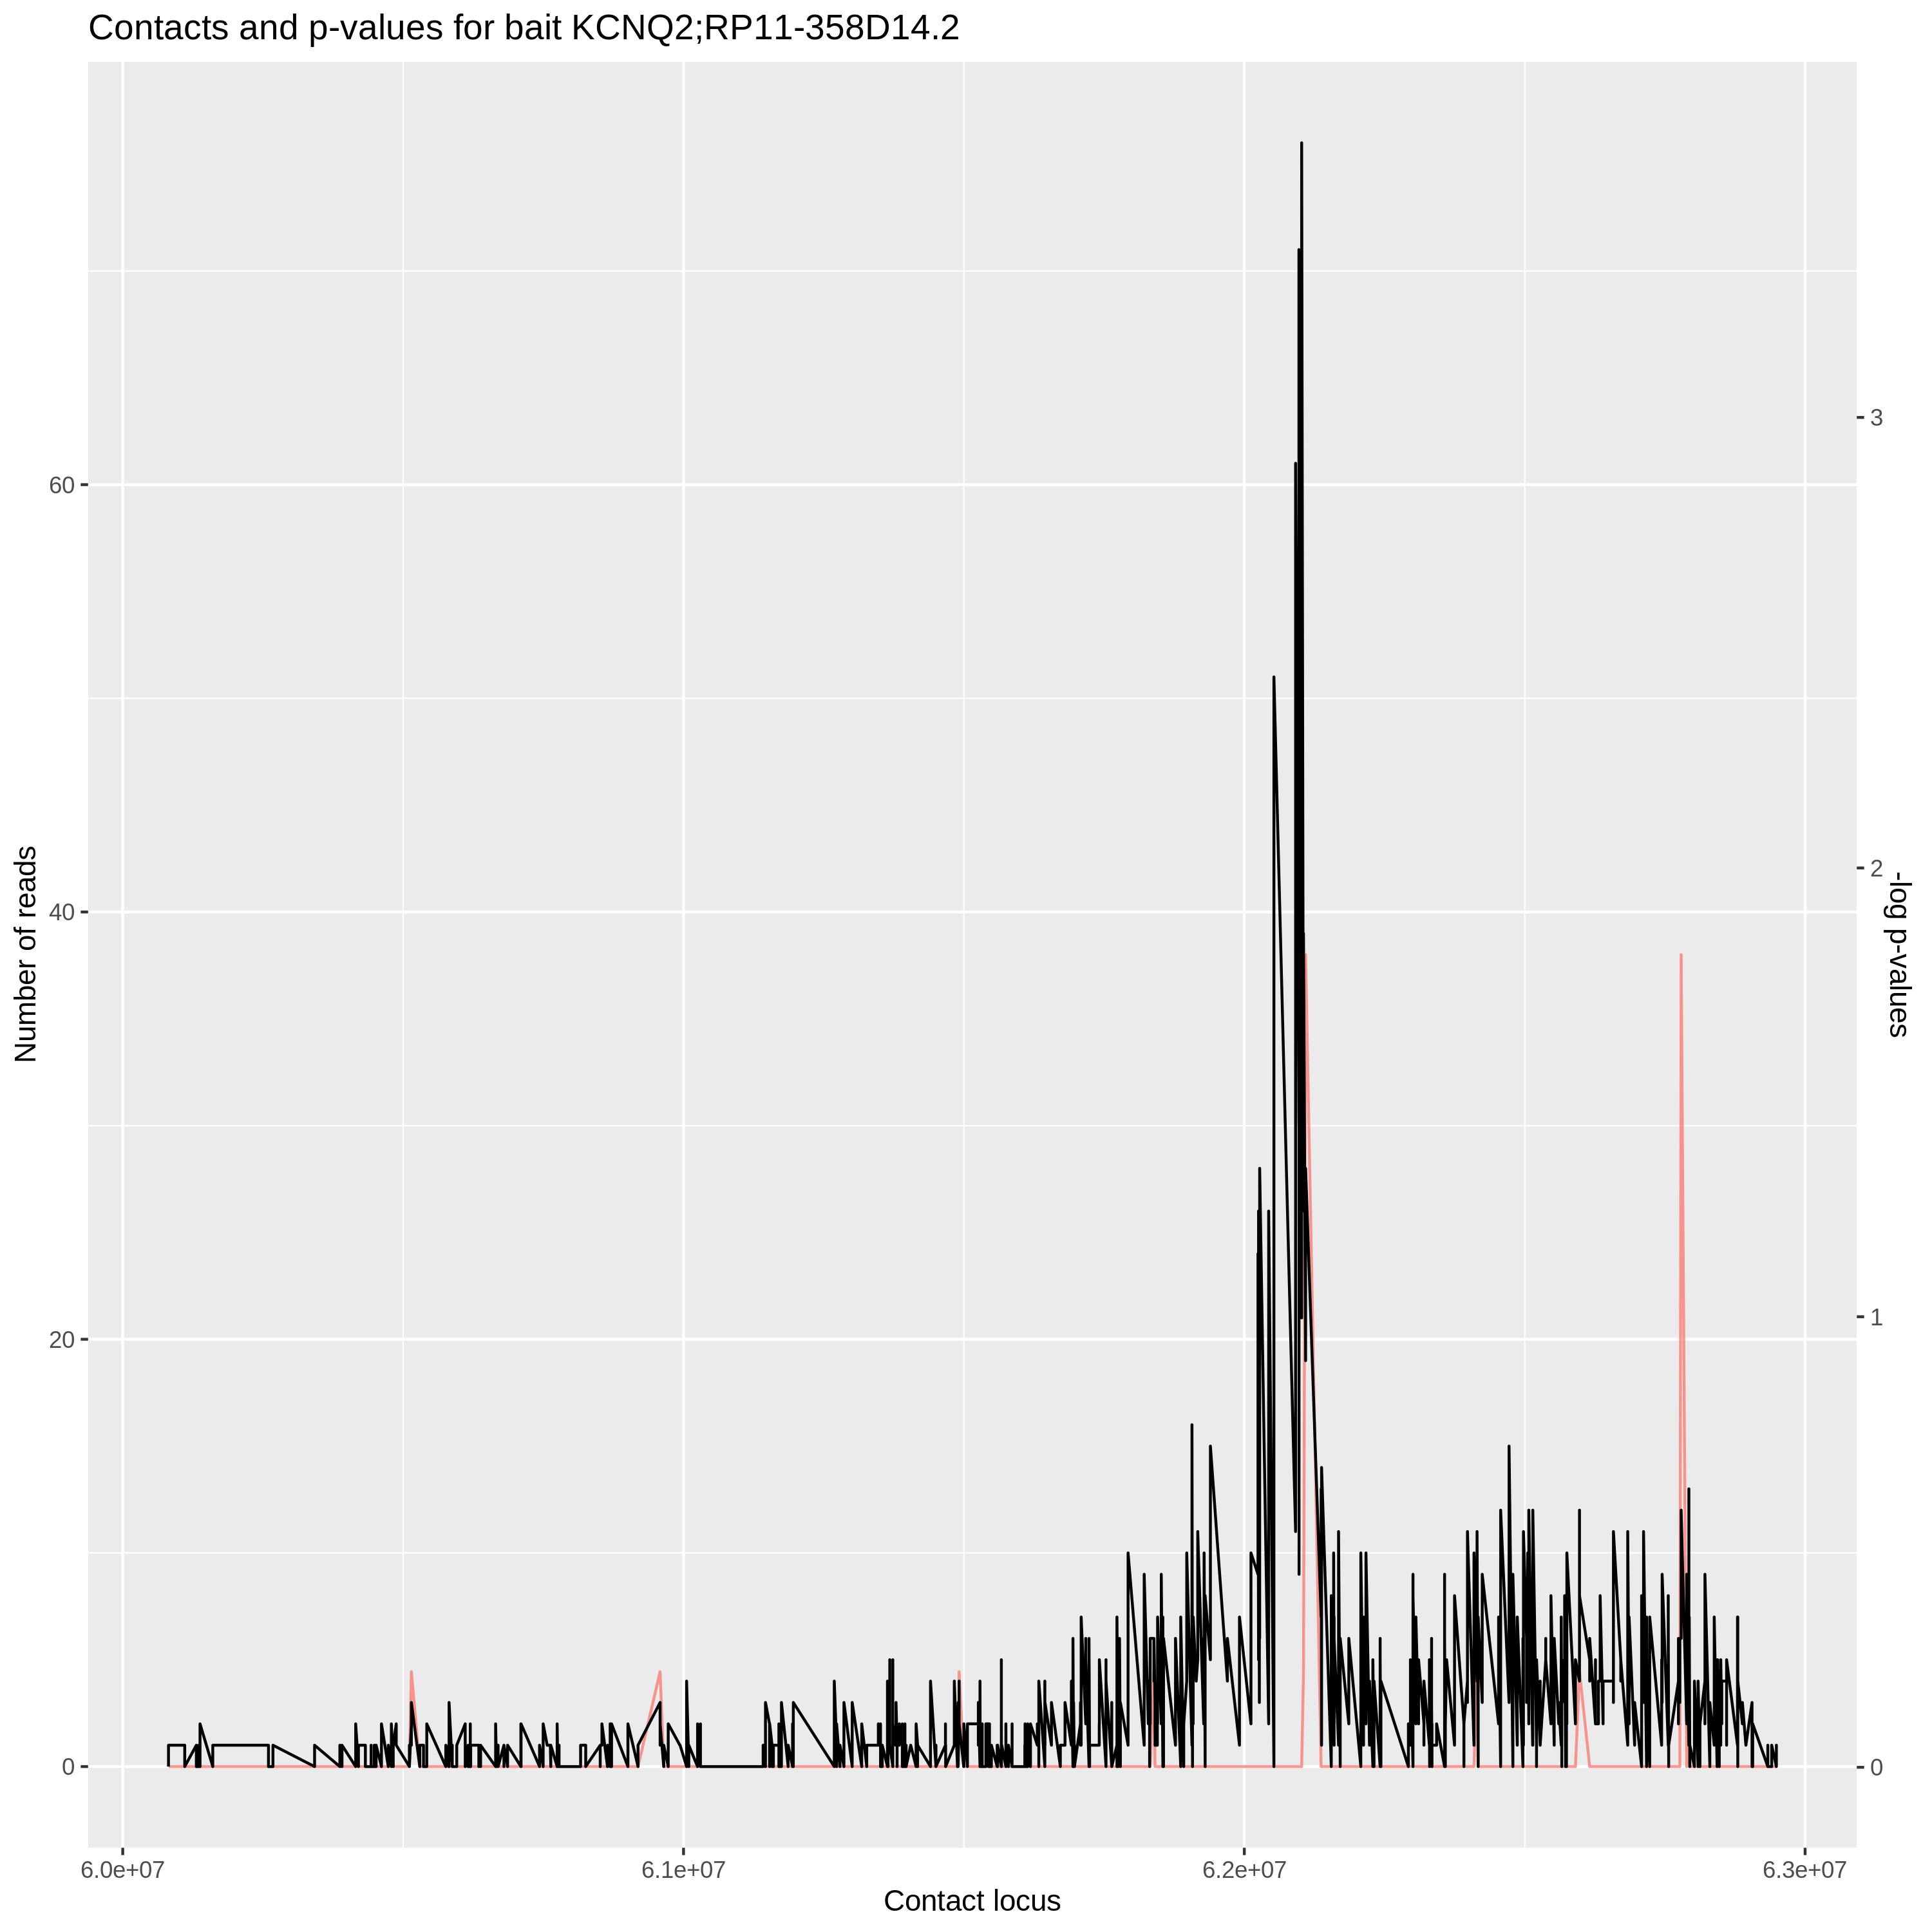 Contacts and p-values for bait KCNQ2;RP11-358D14.2
60
40
20
0
Number of reads
3
2
1
0
-log p-values
6.0e+07
6.1e+07
6.2e+07
6.3e+07
Contact locus